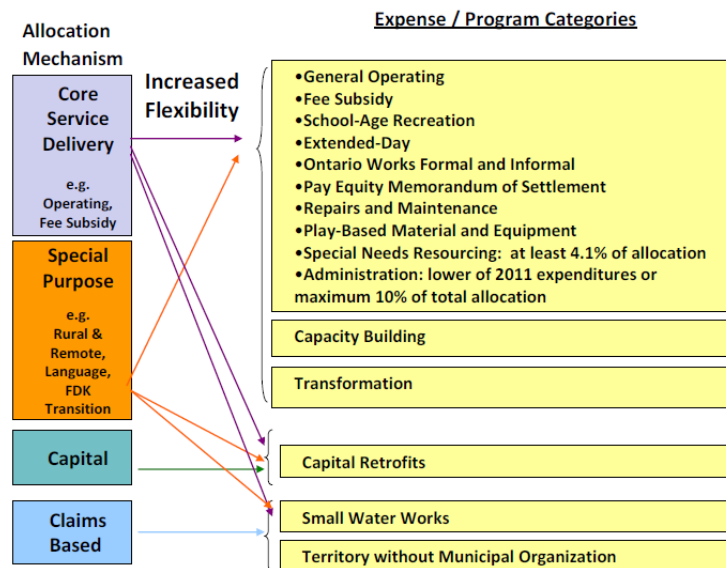 Allocation
Mechanism
Expense / Program Categories
Core
Service
Delivery
e.g.
Operating,
Fee Subsidy
Special
Purpose
e.g.
Rural &
Remote,
Language,
FDK
Transition
Capital
Claims
Based
Increased
Flexibility
•General Operating
•Fee Subsidy
•School-Age Recreation
•Extended-Day
•Ontario Works Formal and Informal
•Pay Equity Memorandum of Settlement
•Repairs and Maintenance
•Play-Based Material and Equipment
•Special Needs Resourcing: at least 4.1% of allocation
•Administration: lower of 2011 expenditures or
maximum 10% of total allocation
Capacity Building
Transformation
Capital Retrofits
Small Water Works
Territory without Municipal Organization